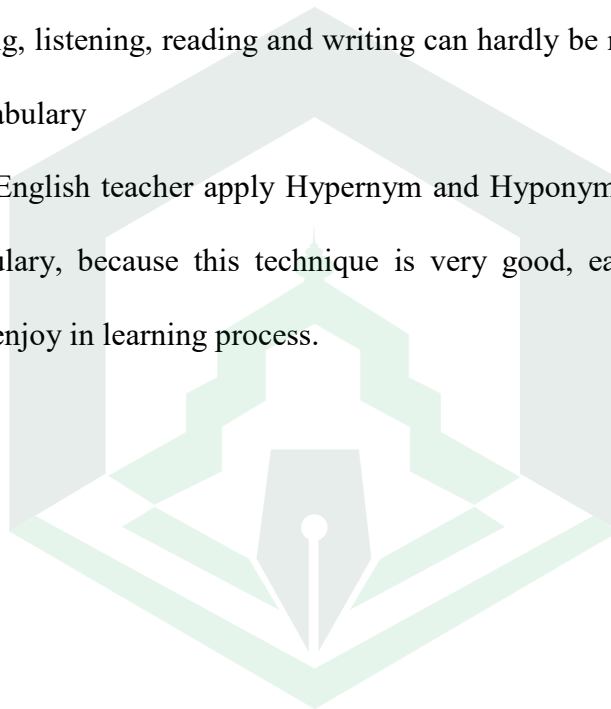 g, listening, reading and writing can hardly be
abulary
English teacher apply Hypernym and Hyponym
ulary, because this technique is very good, ea
enjoy in learning process.